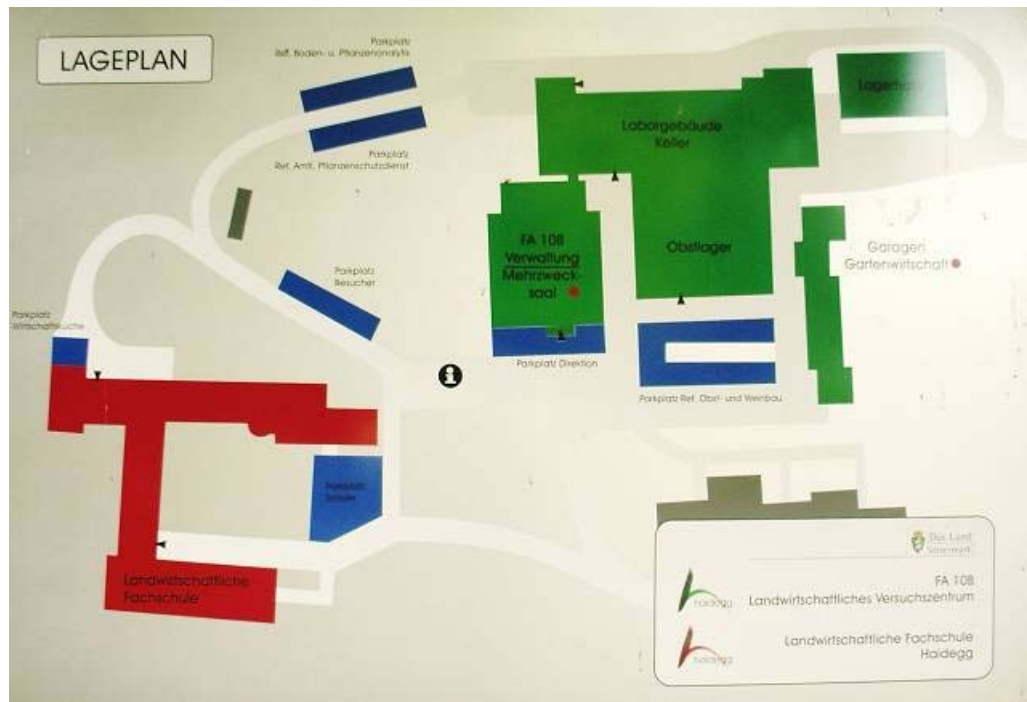 LAGEPLAN
Parkplatz
Ref. Boden- u. Pflanzenanalytik
Parkplatz
Ref. Amtl. Pflanzenschutzdienst
Laborgebäude
Keller
FA 10B
Verwaltung
Mehrzweck-
saal
Obstlager
Garagen
Gartenwirtschaft
Parkplatz
Besucher
Parkplatz
Wirtschaftsküche
Parkplatz Direktion
Parkplatz Ref. Obst- und Weinbau
Parkplatz
Schule
Landwirtschaftliche
Fachschule
Das Land
Steiermark
haidegg
FA 10B
Landwirtschaftliches Versuchszentrum
haidegg
Landwirtschaftliche Fachschule
Haidegg